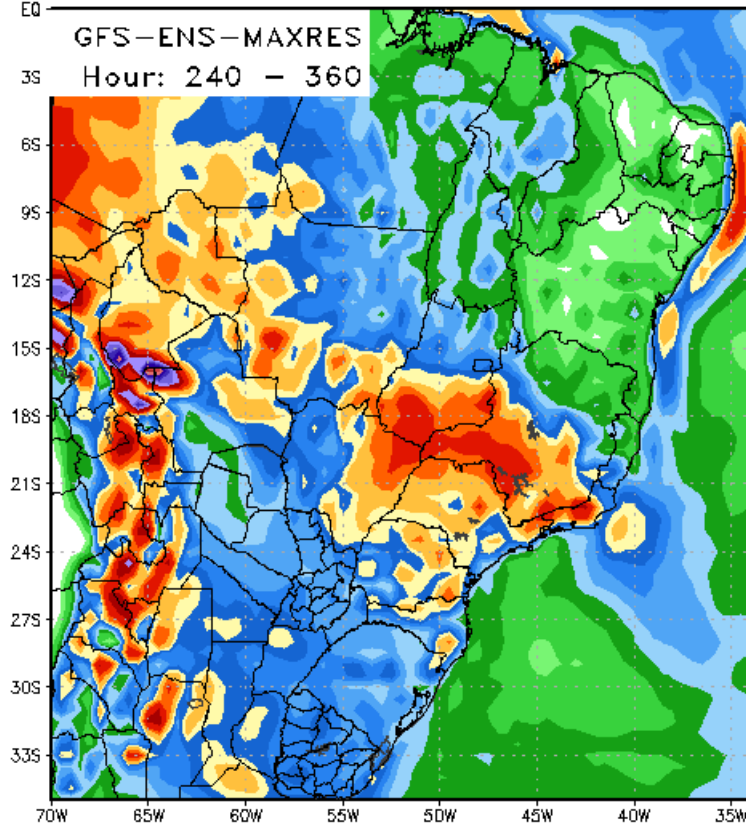 EQ
GFS-ENS-MAXRES
Hour: 240 - 360
3S
6S
9S
12S
15S
18S
21S
24S
27S
30S
33S
70W 65W 60W 55W 50W 45W 40W 35W